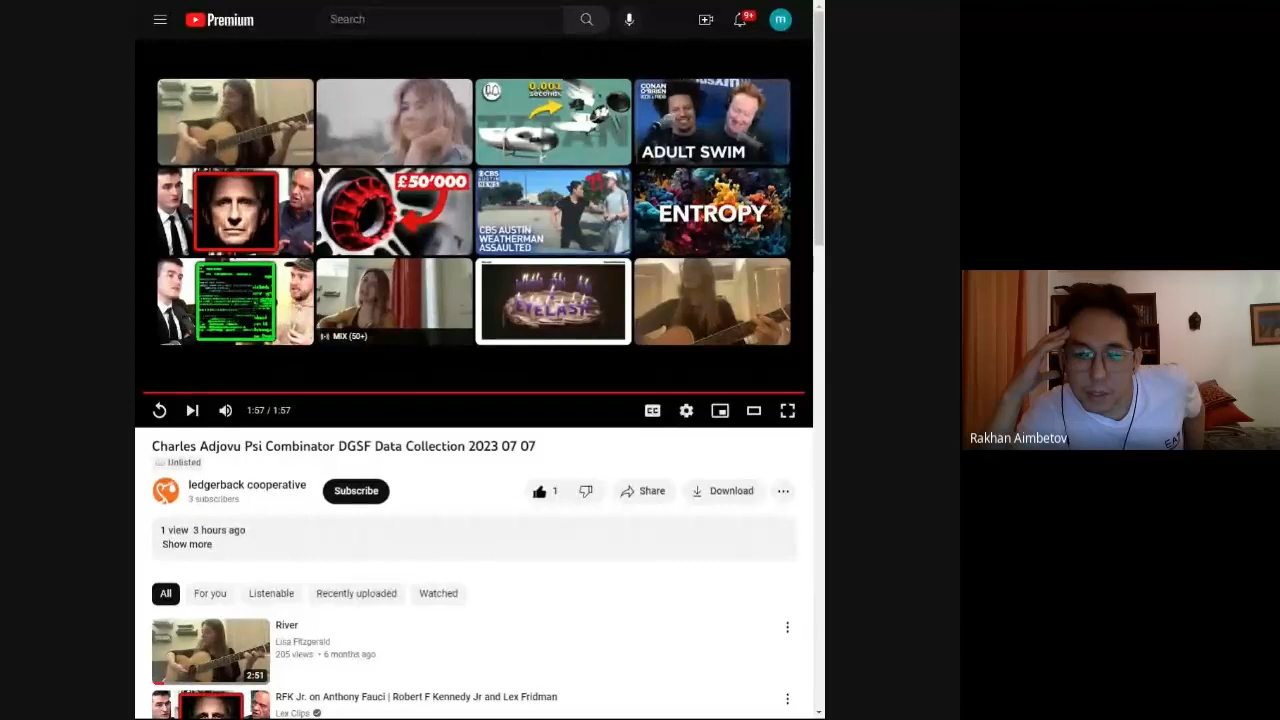 Premium
Search
9+
m
0.001
seconds
CONAN
O'BRIEN
ADULT SWIM
£50'000
CBS
AUSTIN
NEWS
CBS AUSTIN
WEATHERMAN
ASSAULTED
ENTROPY
MIX (50+)
EYELASH
1:57 / 1:57
CC
Charles Adjovu Psi Combinator DGSF Data Collection 2023 07 07
Unlisted
ledgerback cooperative
3 subscribers
Subscribe
1
Share
Download
1 view 3 hours ago
Show more
All
For you
Listenable
Recently uploaded
Watched
River
Lisa Fitzgerald
205 views • 6 months ago
2:51
RFK Jr. on Anthony Fauci | Robert F Kennedy Jr and Lex Fridman
Lex Clips
Rakhan Aimbetov